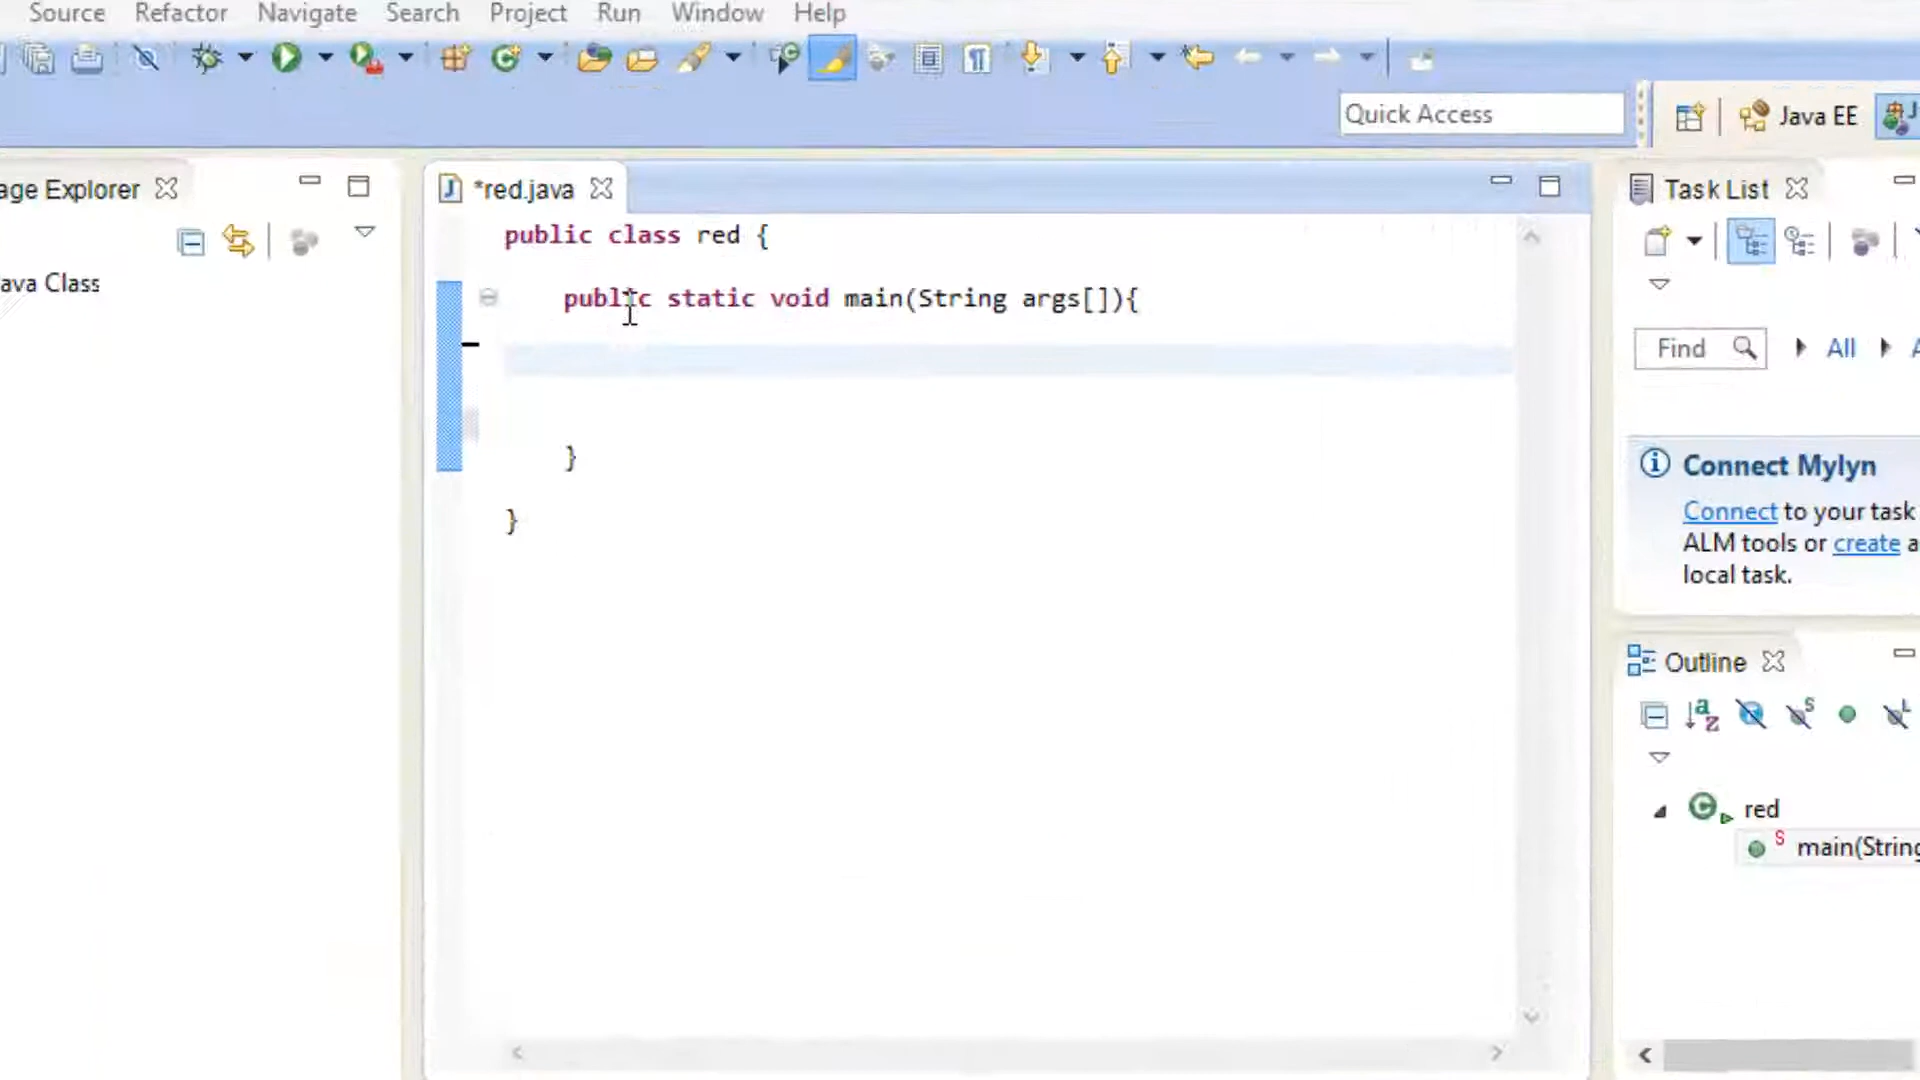 Source Refactor Navigate Search Project Run Window Help
Quick Access
Java EE
age Explorer
*red.java
Task List
public class red {
ava Class
public static void main(String args[]){
Find
All
}
Connect Mylyn
Connect to your task
ALM tools or create a
local task.
}
Outline
red
main(String